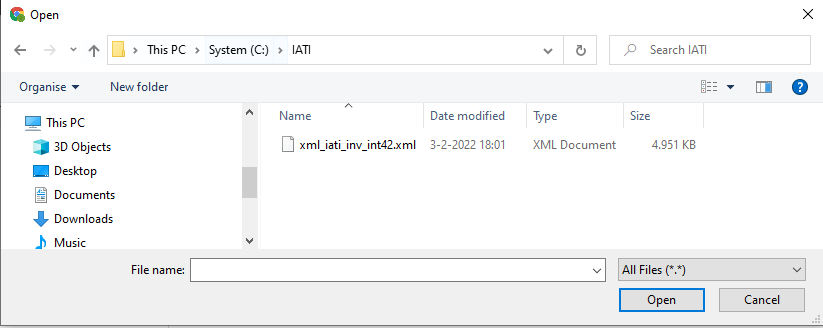 Open
This PC System (C:) IATI Search IATI
Organise New folder
This PC
3D Objects
Desktop
Documents
Downloads
Music
Name Date modified Type Size
xml_iati_inv_int42.xml 3-2-2022 18:01 XML Document 4.951 KB
File name: All Files (*.*)
Open Cancel